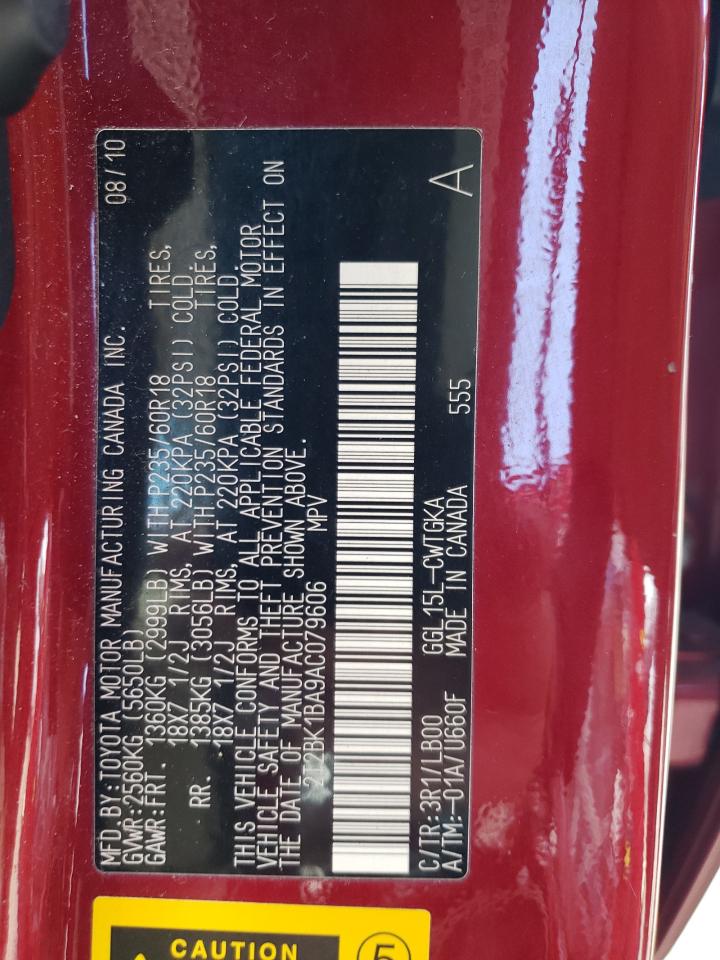 MFD. BY: TOYOTA MOTOR MANUFACTURING CANADA INC. 08/10
GVWR: 2560KG (5650LB)
GAWR: FRT. 1360KG (2999LB) WITH P235/60R18 TIRES,
18X7 1/2J RIMS, AT 220KPA (32PSI) COLD.
RR. 1385KG (3056LB) WITH P235/60R18 TIRES,
18X7 1/2J RIMS, AT 220KPA (32PSI) COLD.
THIS VEHICLE CONFORMS TO ALL APPLICABLE FEDERAL MOTOR
VEHICLE SAFETY AND THEFT PREVENTION STANDARDS IN EFFECT ON
THE DATE OF MANUFACTURE SHOWN ABOVE.
2T2BK1BA9AC079606 MPV
C/TR: 3R1/LB00 GGL15L-CWTGKA A
A/TM:-01A/U660F MADE IN CANADA 555
CAUTION
5